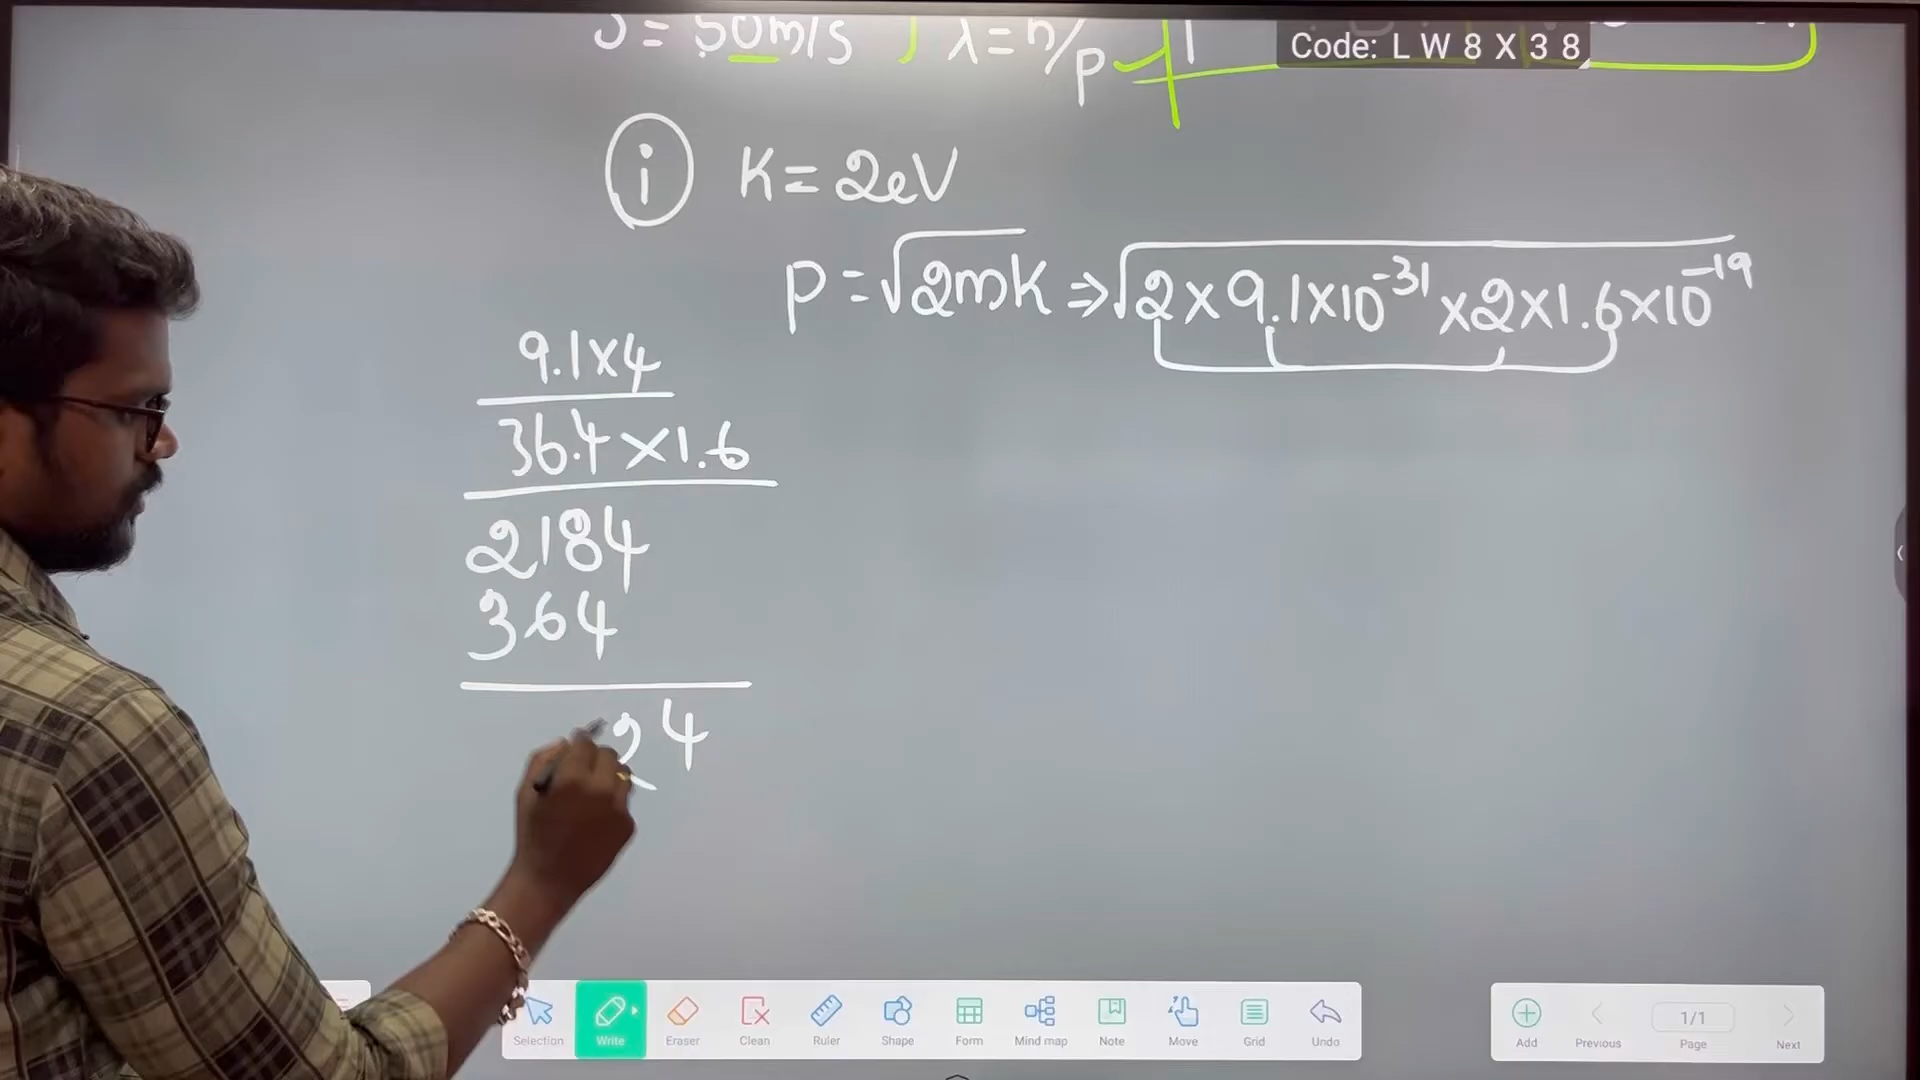 υ = 50m/s λ = h/p
Code: L W 8 X 3 8
i K = 2eV
p = √2mK ⇒ √2 × 9.1 × 10⁻³¹ × 2 × 1.6 × 10⁻¹⁹
9.1 × 4
36.4 × 1.6
2184
364
24
Selection Write Eraser Clean Ruler Shape Form Mind map Note Move Grid Undo
Add Previous 1/1 Page Next